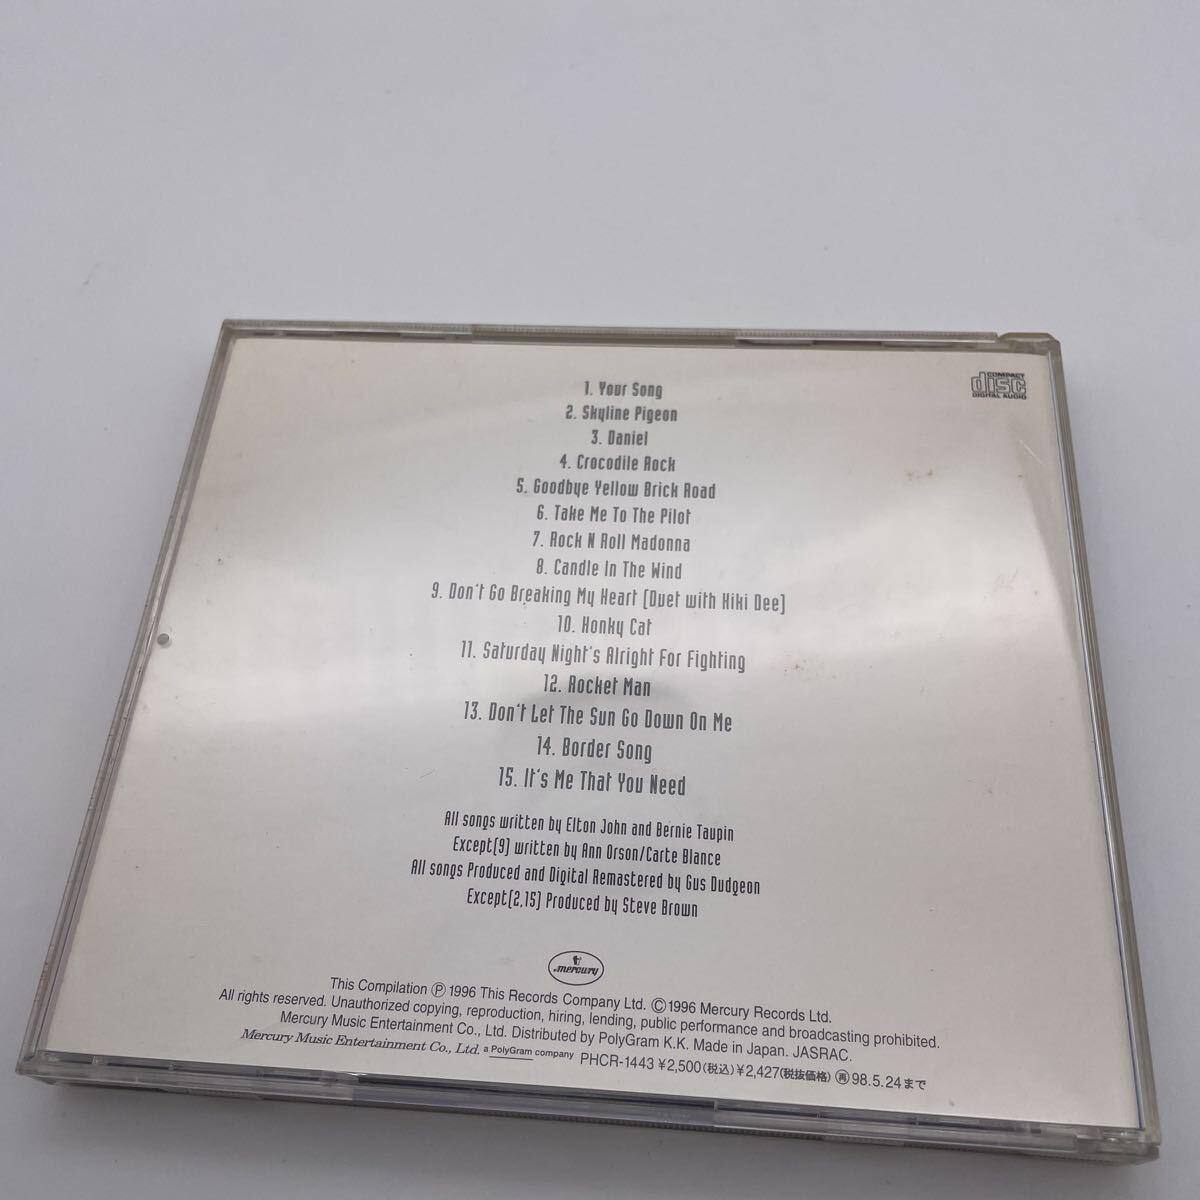 COMPACT
disc
DIGITAL AUDIO
1. Your Song
2. Skyline Pigeon
3. Daniel
4. Crocodile Rock
5. Goodbye Yellow Brick Road
6. Take Me To The Pilot
7. Rock N Roll Madonna
8. Candle In The Wind
9. Don't Go Breaking My Heart (Duet with Kiki Dee)
10. Honky Cat
11. Saturday Night's Alright For Fighting
12. Rocket Man
13. Don't Let The Sun Go Down On Me
14. Border Song
15. It's Me That You Need
All songs written by Elton John and Bernie Taupin
Except(9) written by Ann Orson/Carte Blance
All songs Produced and Digital Remastered by Gus Dudgeon
Except(2,15) Produced by Steve Brown
mercury
This Compilation Ⓟ 1996 This Records Company Ltd. Ⓒ 1996 Mercury Records Ltd.
All rights reserved. Unauthorized copying, reproduction, hiring, lending, public performance and broadcasting prohibited.
Mercury Music Entertainment Co., Ltd. Distributed by PolyGram K.K. Made in Japan. JASRAC.
Mercury Music Entertainment Co., Ltd. a PolyGram company PHCR-1443 ¥2,500(税込)¥2,427(税抜価格) ㊢98.5.24まで